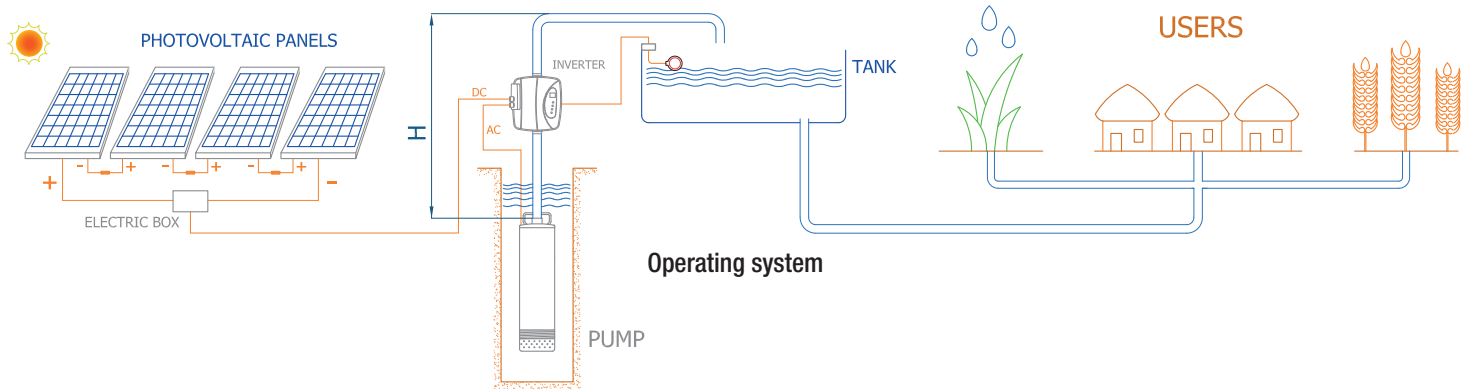 PHOTOVOLTAIC PANELS
- + - + - +
+ -
ELECTRIC BOX
H
DC
AC
INVERTER
TANK
PUMP
Operating system
USERS